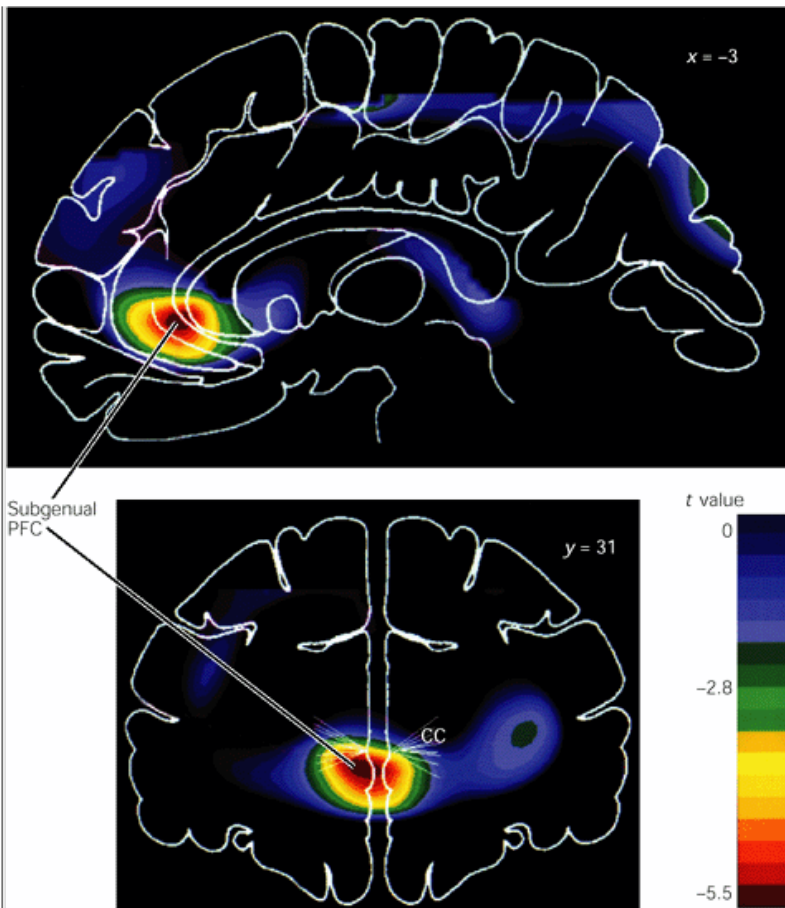 x = –3
Subgenual
PFC
y = 31
CC
t value
0
–2.8
–5.5